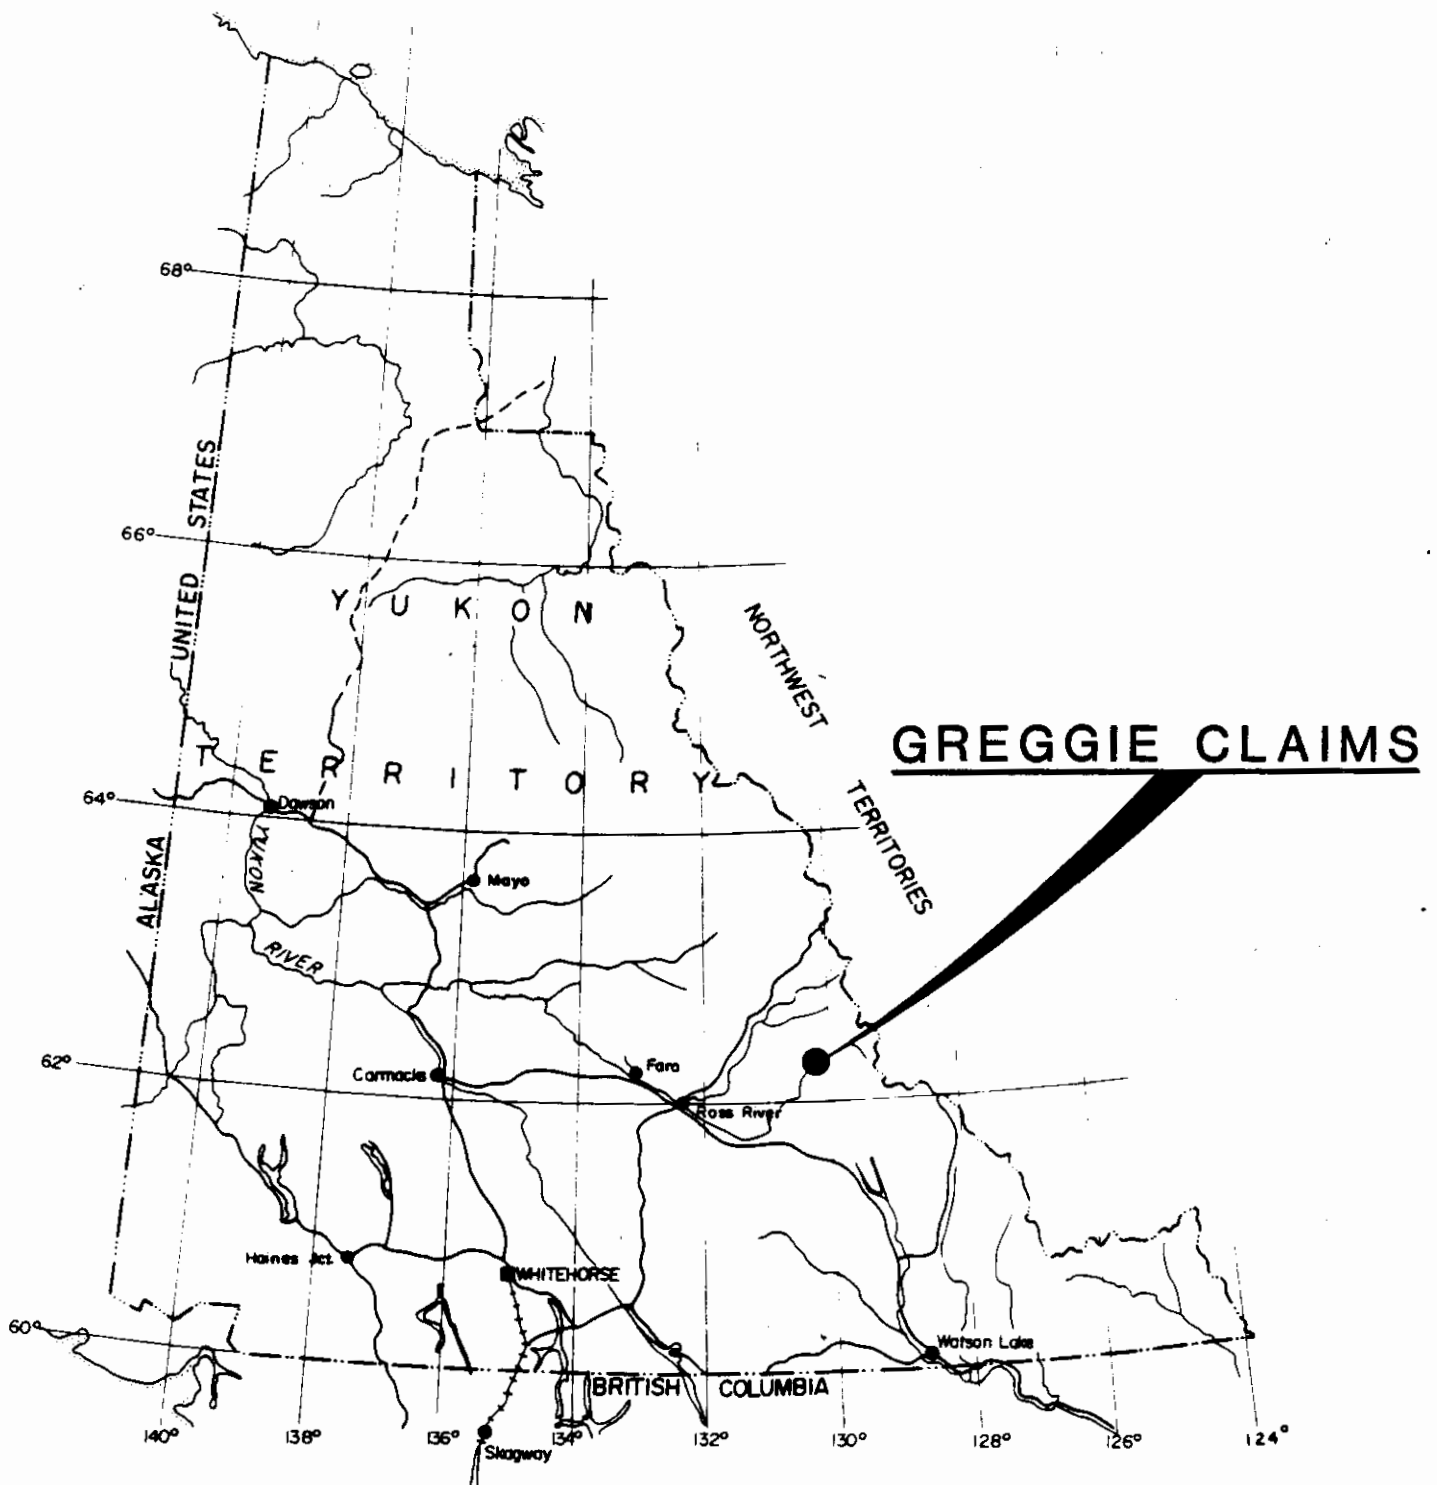 68°
UNITED STATES
66°
YUKON
NORTHWEST TERRITORIES
GREGGIE CLAIMS
TERRITORY
64°
Dawson
YUKON
RIVER
ALASKA
Mayo
62°
Carmacks
Faro
Ross River
Haines Jct.
WHITEHORSE
60°
Watson Lake
BRITISH COLUMBIA
140°
138°
136°
134°
132°
130°
128°
126°
124°
Skagway